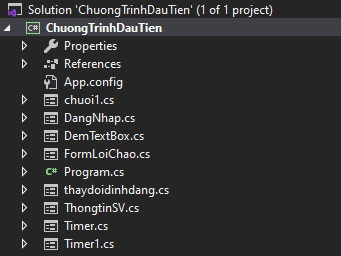 Solution 'ChuongTrinhDauTien' (1 of 1 project)
C# ChuongTrinhDauTien
Properties
References
App.config
chuoi1.cs
DangNhap.cs
DemTextBox.cs
FormLoiChao.cs
C# Program.cs
thaydoidinhdang.cs
ThongtinSV.cs
Timer.cs
Timer1.cs